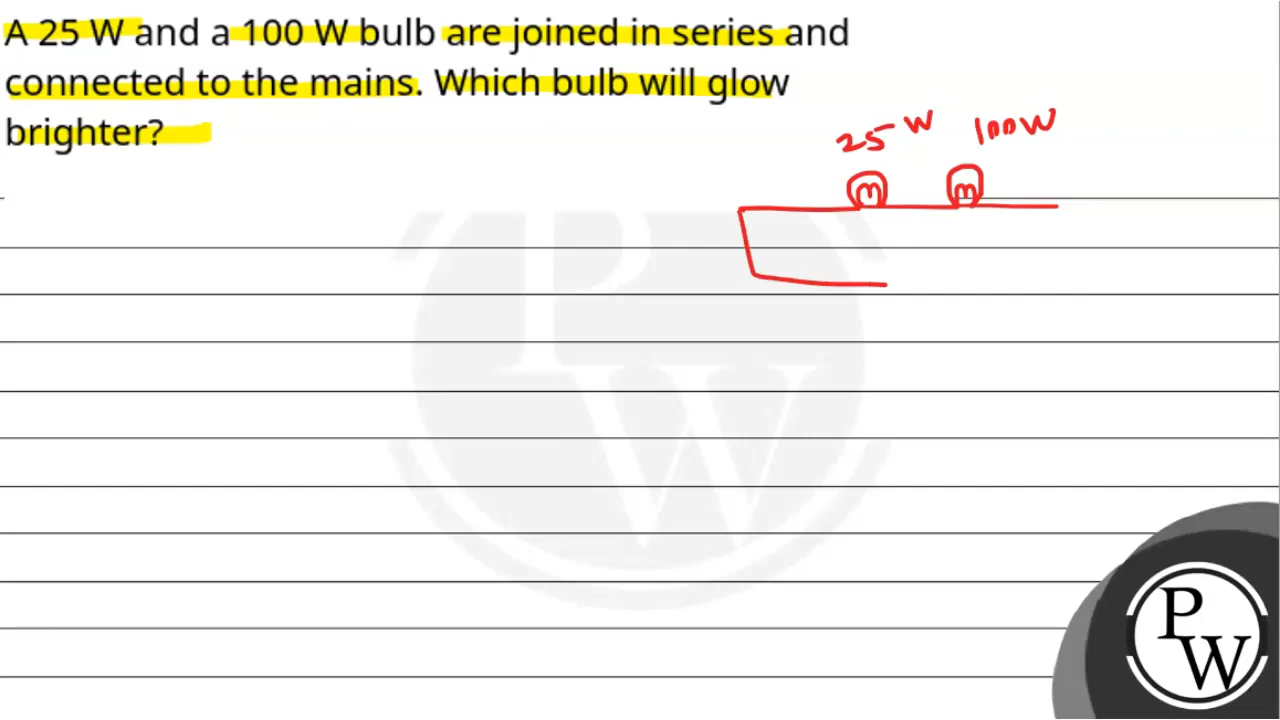 A 25 W and a 100 W bulb are joined in series and
connected to the mains. Which bulb will glow
brighter?
25 W 100W
P
W
P
W